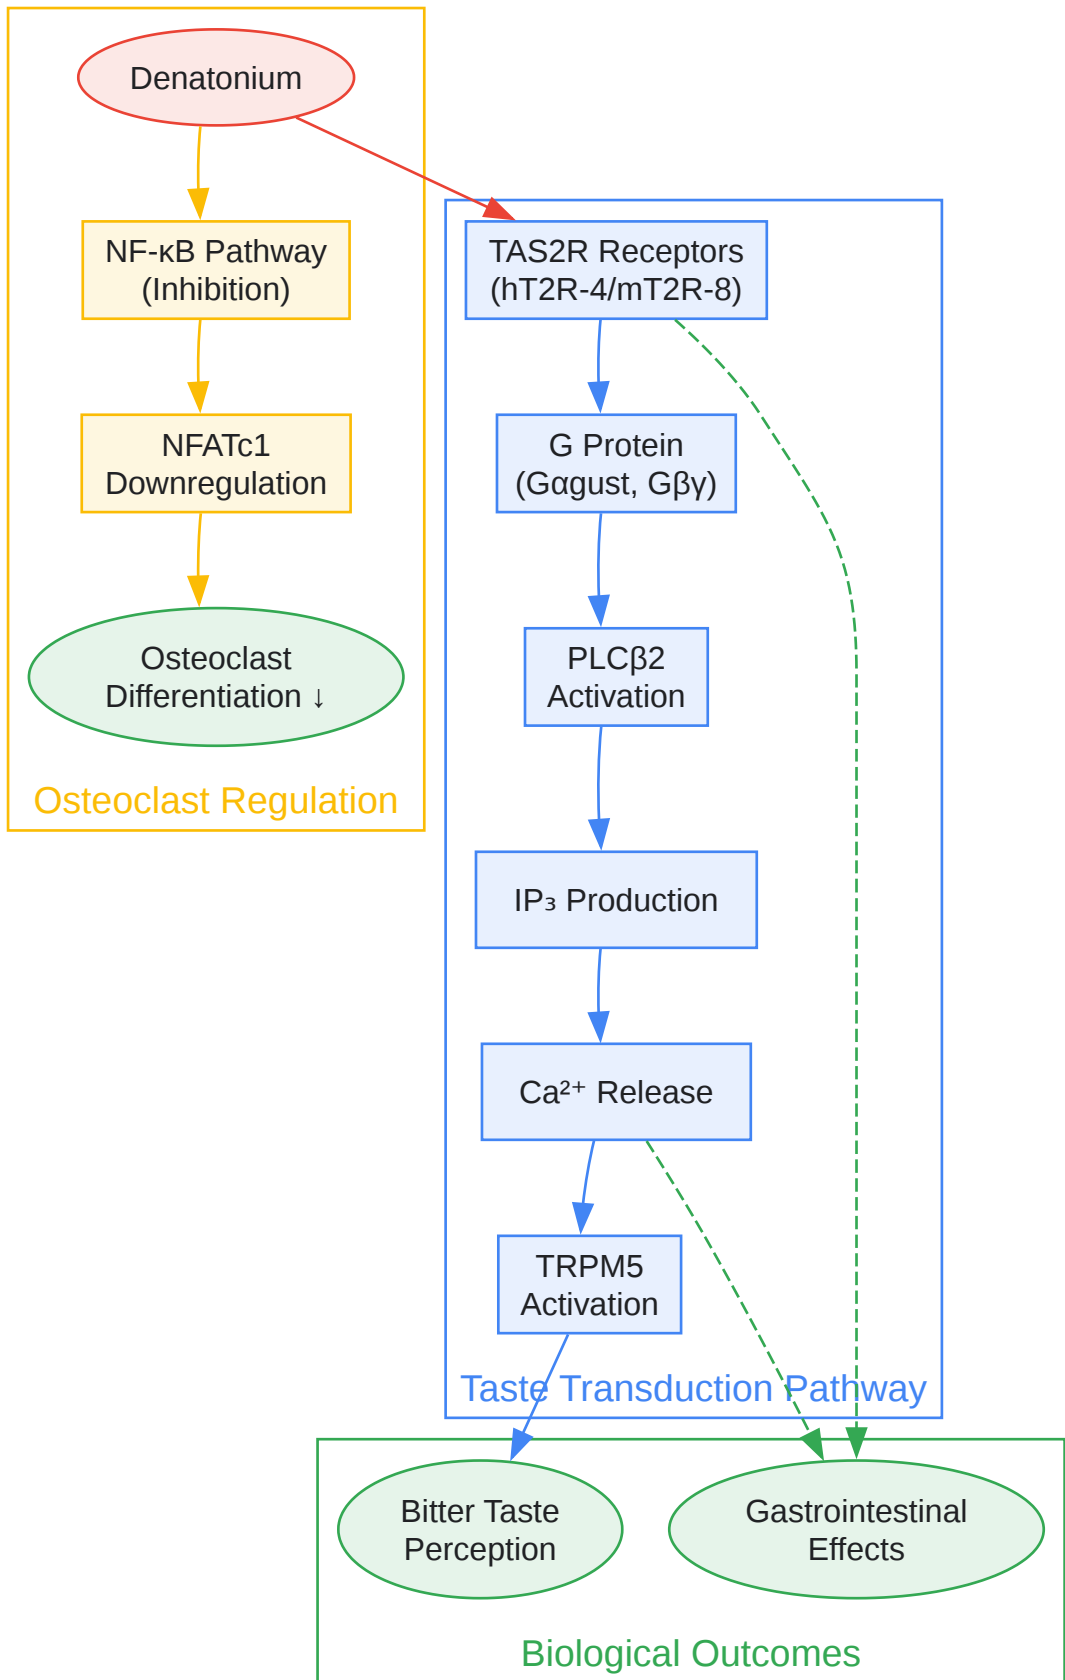 Denatonium
NF-κB Pathway
(Inhibition)
NFATc1
Downregulation
Osteoclast
Differentiation ↓
Osteoclast Regulation
TAS2R Receptors
(hT2R-4/mT2R-8)
G Protein
(Gαgust, Gβγ)
PLCβ2
Activation
IP₃ Production
Ca²⁺ Release
TRPM5
Activation
Taste Transduction Pathway
Bitter Taste
Perception
Gastrointestinal
Effects
Biological Outcomes